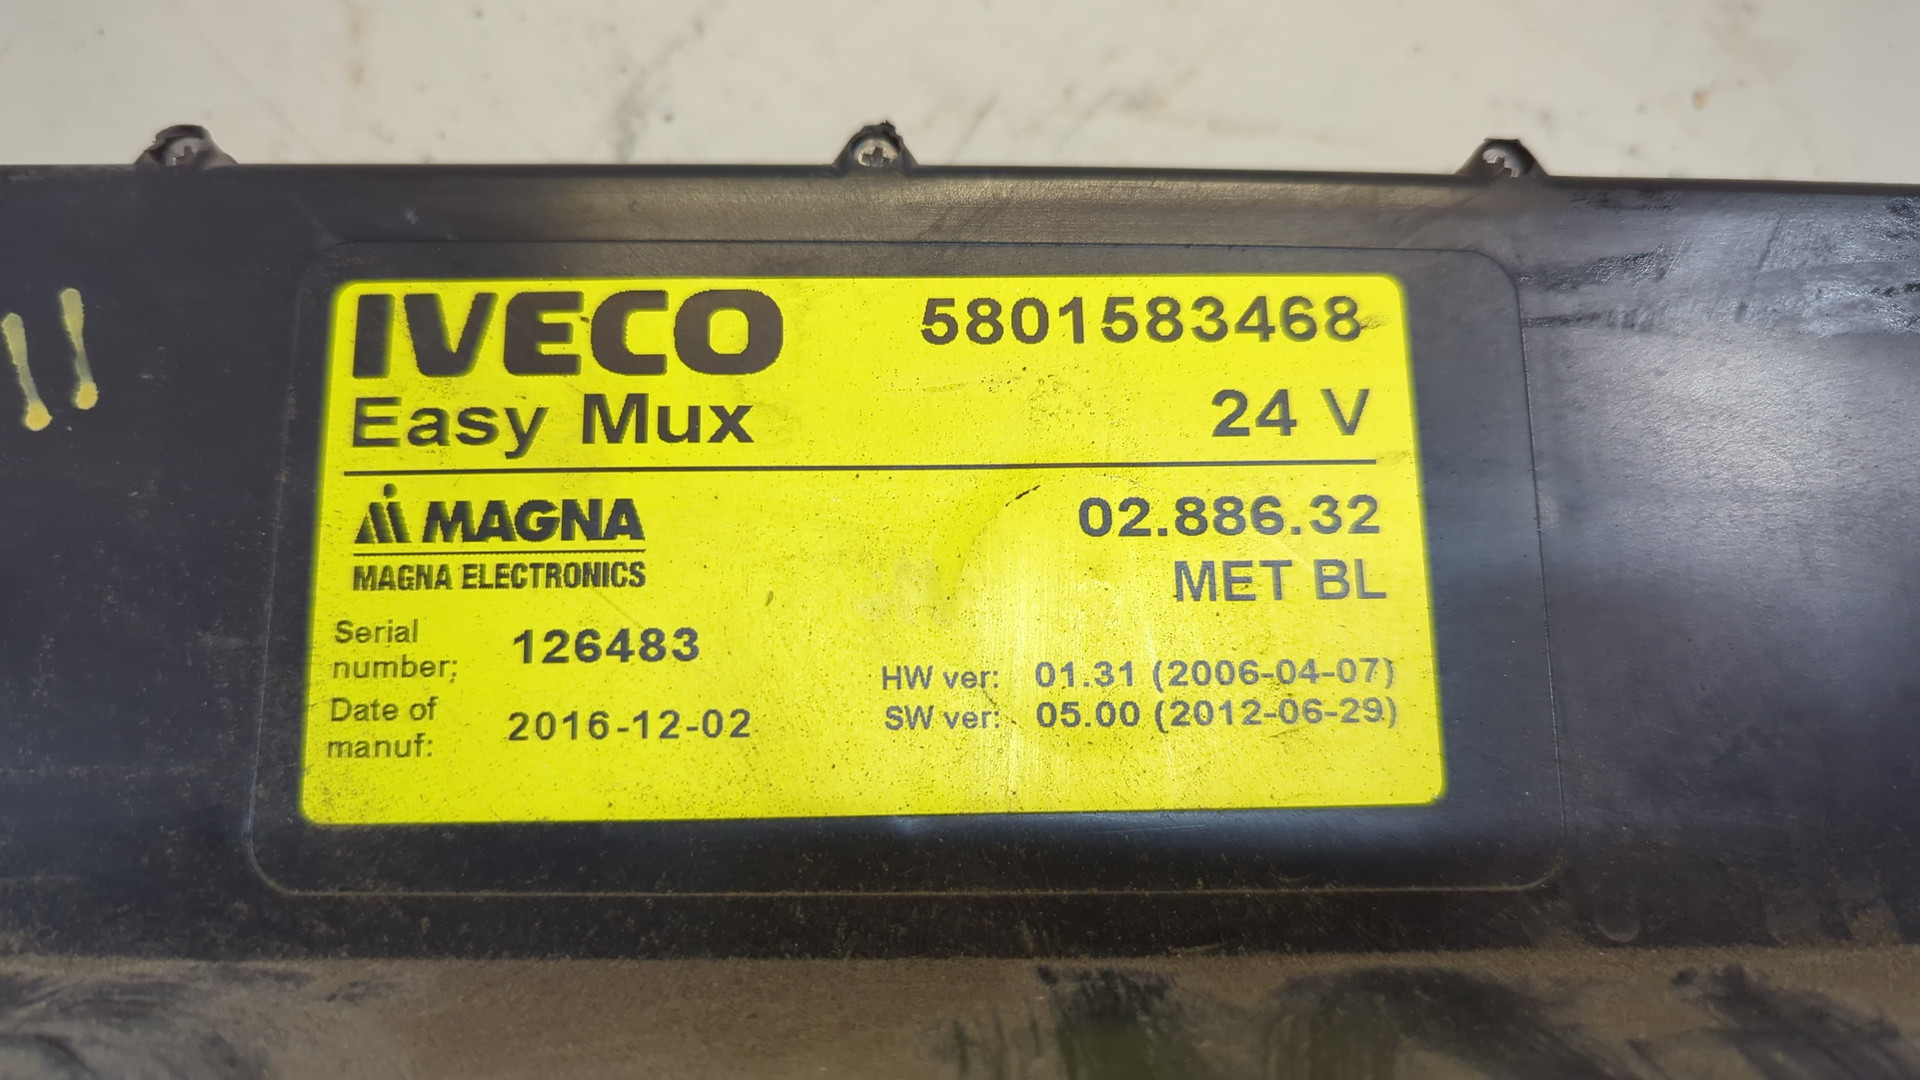 IVECO 5801583468
Easy Mux 24 V
MAGNA 02.886.32
MAGNA ELECTRONICS MET BL
Serial
number: 126483
HW ver: 01.31 (2006-04-07)
Date of
manuf: 2016-12-02
SW ver: 05.00 (2012-06-29)